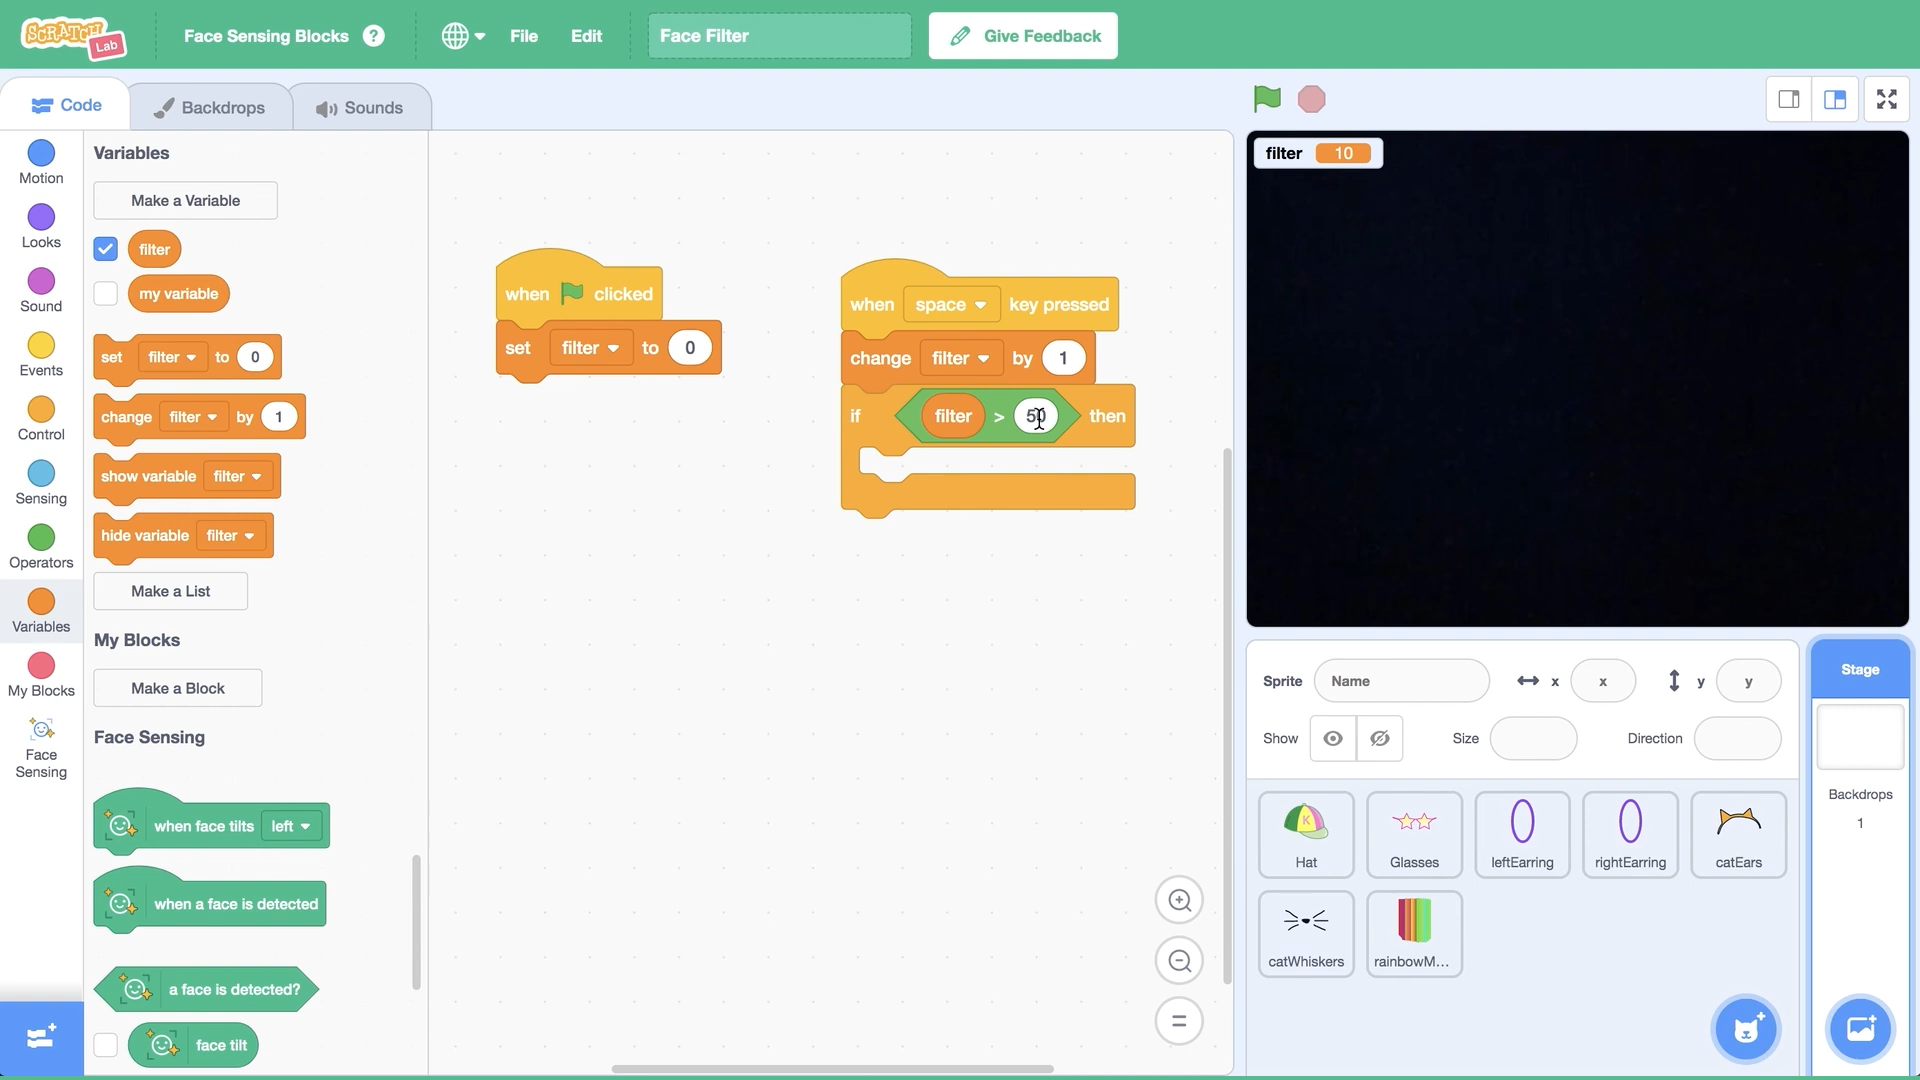 SCRATCH Lab
Face Sensing Blocks ?
File
Edit
Face Filter
Give Feedback
Code
Backdrops
Sounds
Motion
Looks
Sound
Events
Control
Sensing
Operators
Variables
My Blocks
Face
Sensing
Variables
Make a Variable
filter
my variable
set filter to 0
change filter by 1
show variable filter
hide variable filter
Make a List
My Blocks
Make a Block
Face Sensing
when face tilts left
when a face is detected
a face is detected?
face tilt
when clicked
set filter to 0
when space key pressed
change filter by 1
if filter > 50 then
filter 10
Sprite Name x x y y
Show Size Direction
Hat
Glasses
leftEarring
rightEarring
catEars
catWhiskers
rainbowM...
Stage
Backdrops
1